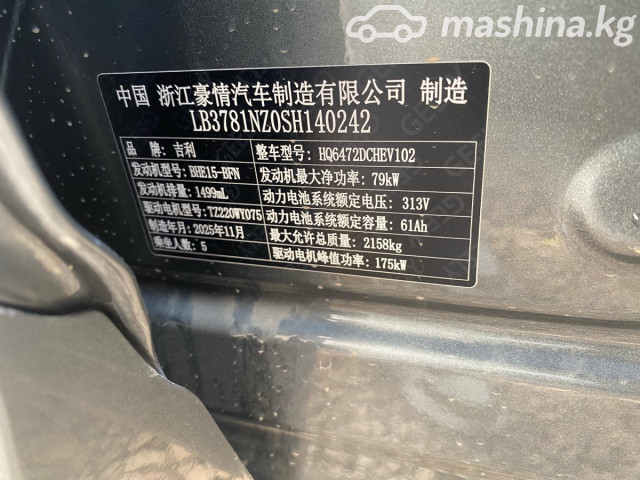 mashina.kg
中国 浙江豪情汽车制造有限公司 制造
LB3781NZ0SH140242
品 牌: 吉利 整车型号: HQ6472DCHEV102
发动机型号: BHE15-BFN 发动机最大净功率: 79kW
发动机排量: 1499mL 动力电池系统额定电压: 313V
驱动电机型号: TZ220WY075 动力电池系统额定容量: 61Ah
制造年月: 2025年11月 最大允许总质量: 2158kg
乘坐人数: 5 驱动电机峰值功率: 175kW